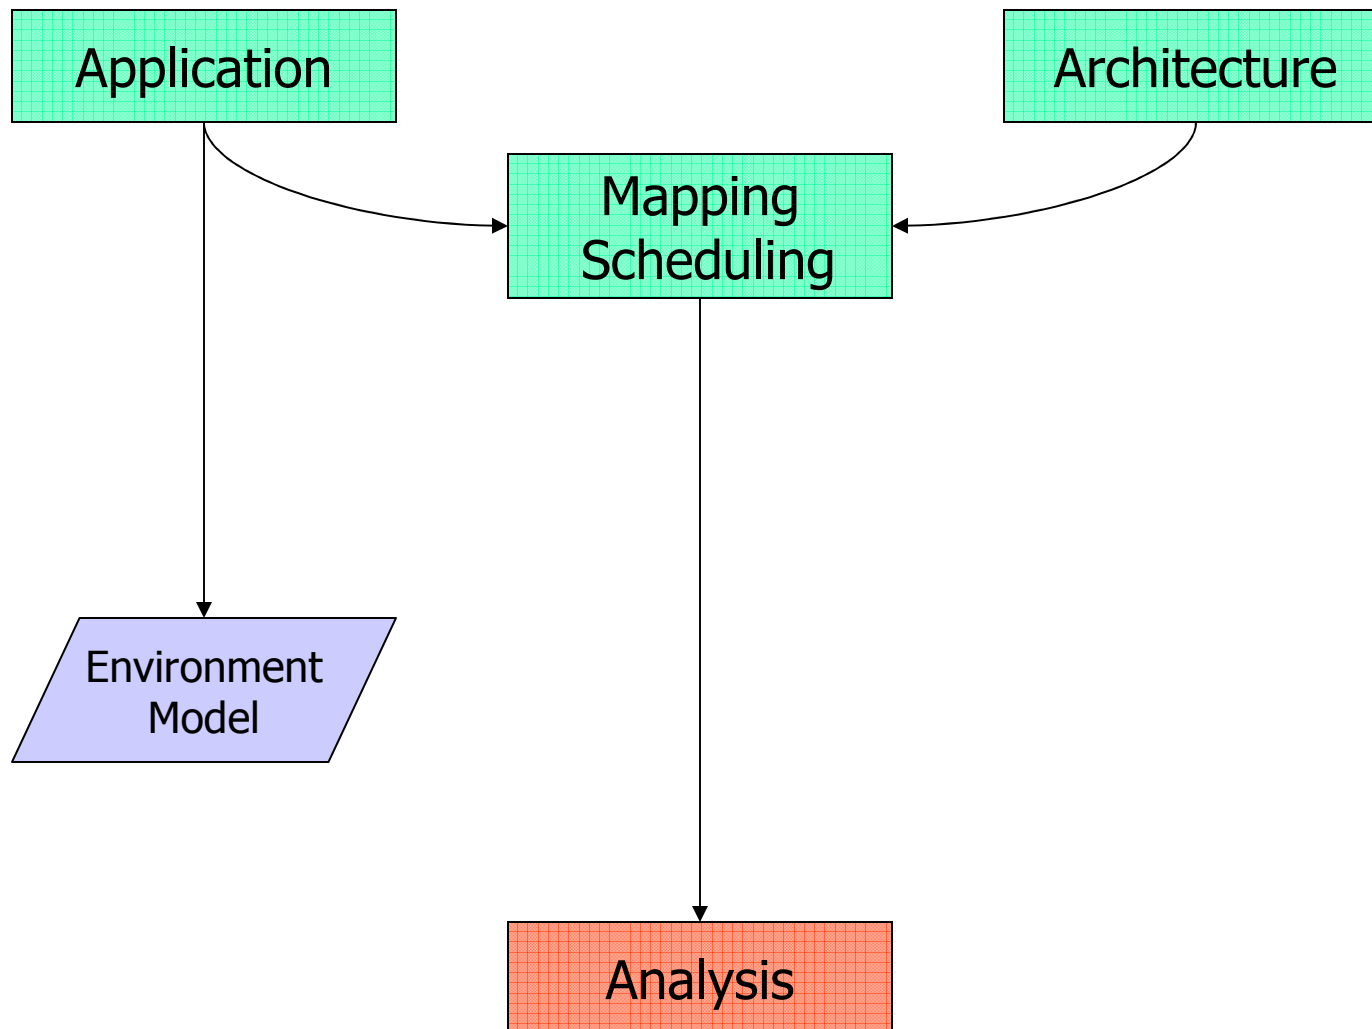 Application
Architecture
Mapping
Scheduling
Environment
Model
Analysis